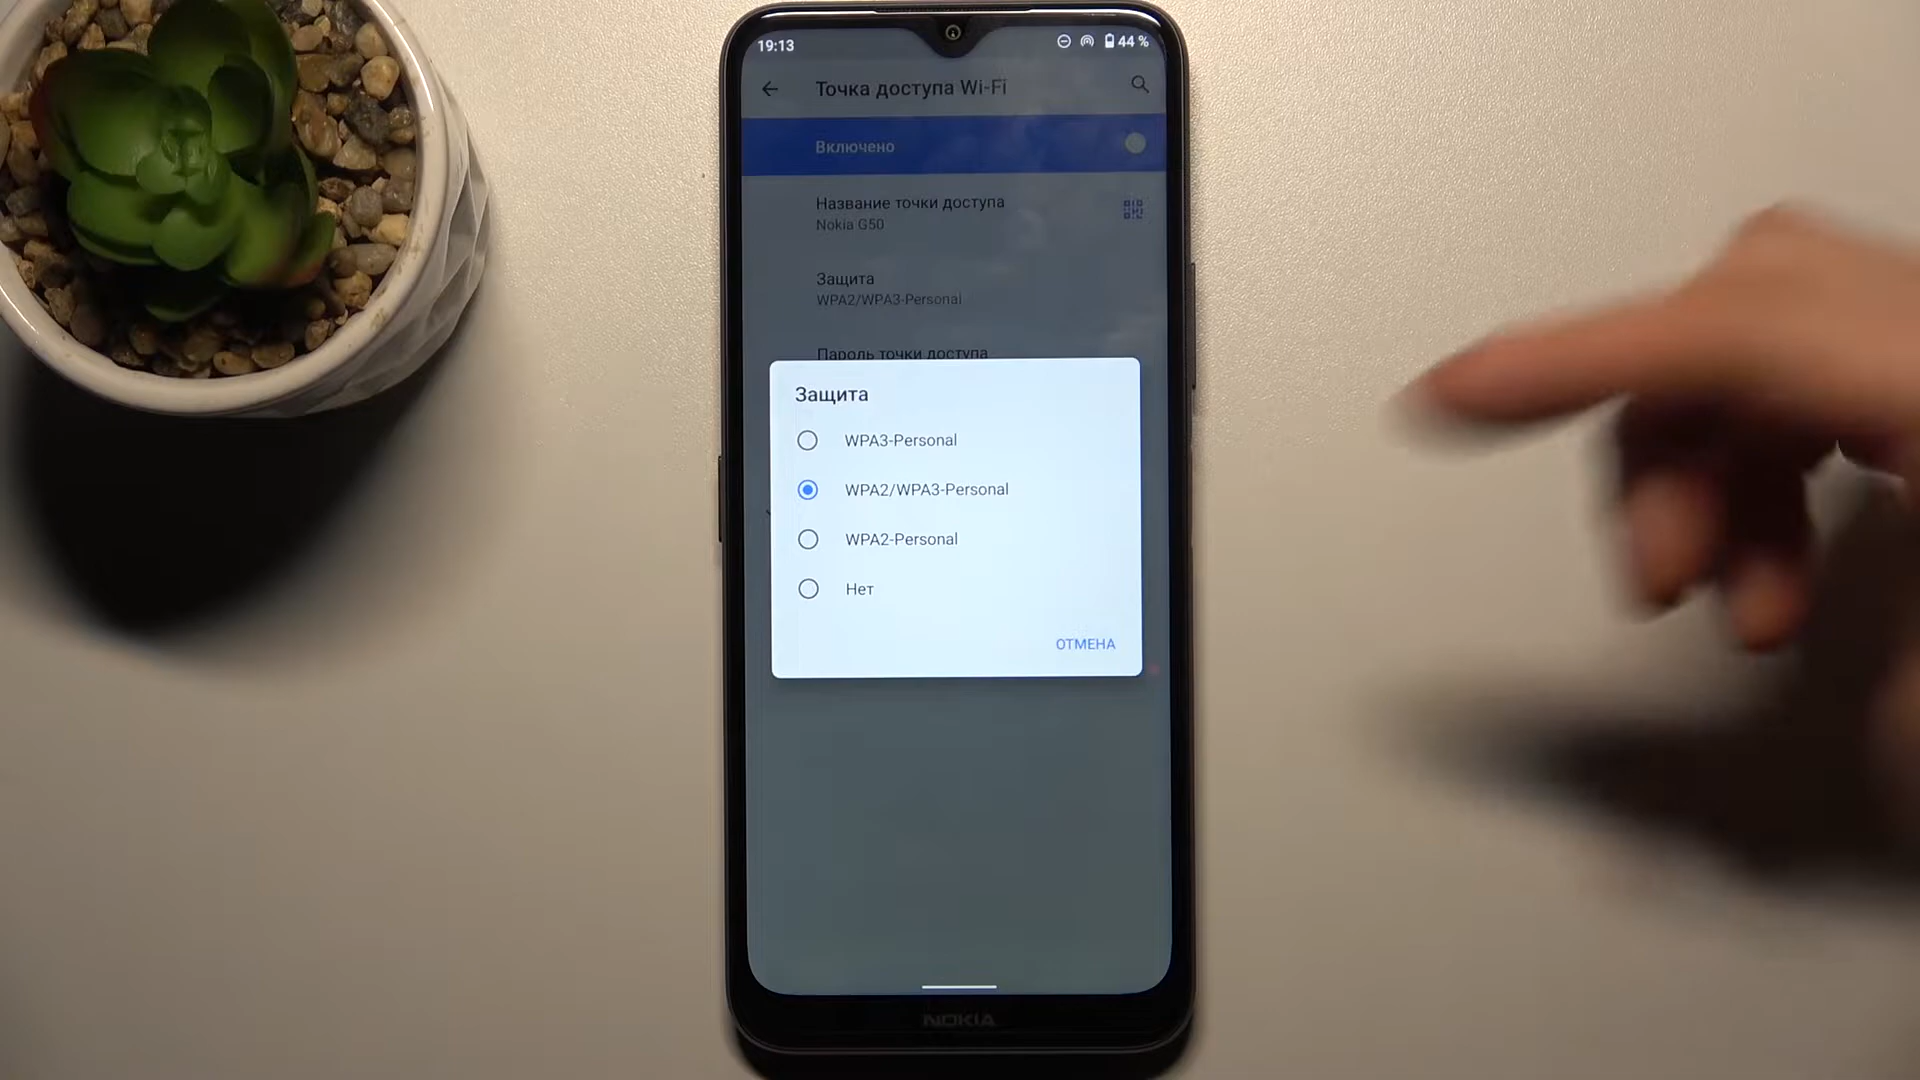 19:13
44 %
Точка доступа Wi-Fi
Включено
Название точки доступа
Nokia G50
Защита
WPA2/WPA3-Personal
Пароль точки доступа
Защита
WPA3-Personal
WPA2/WPA3-Personal
WPA2-Personal
Нет
ОТМЕНА
NOKIA